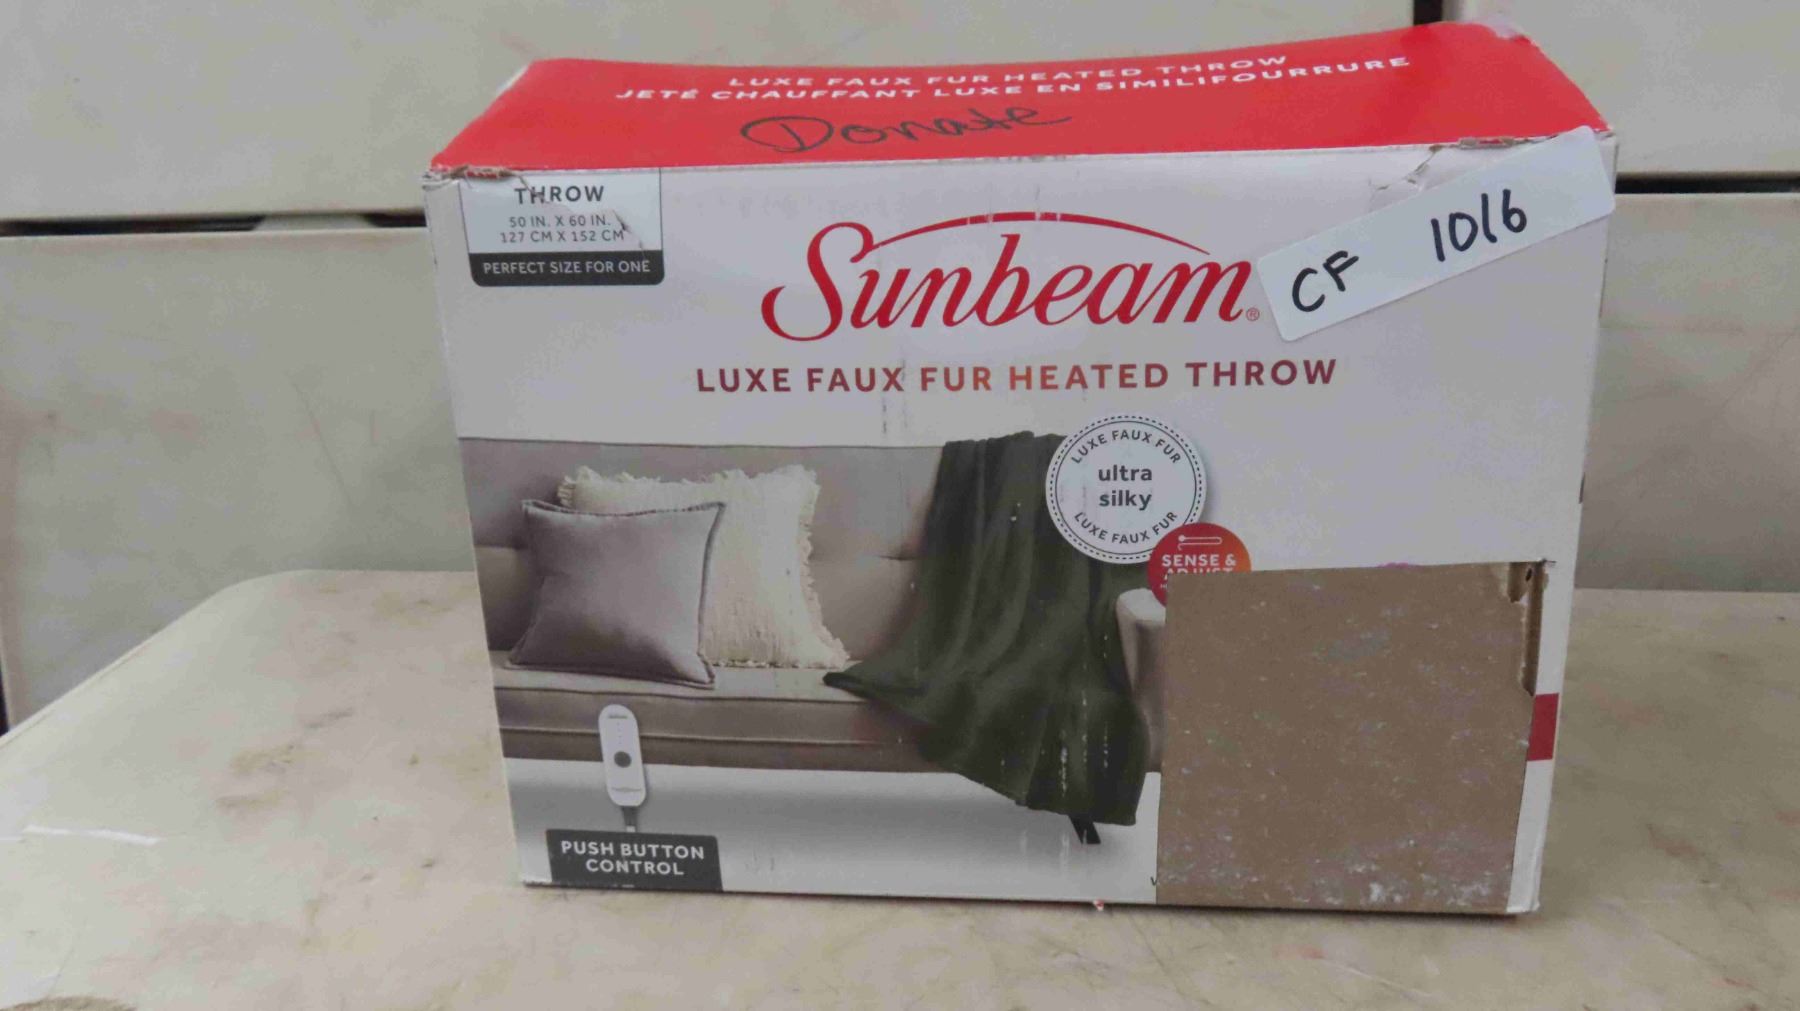 LUXE FAUX FUR HEATED THROW
JETÉ CHAUFFANT LUXE EN SIMILIFOURRURE
Donate
THROW
50 IN. X 60 IN.
127 CM X 152 CM
PERFECT SIZE FOR ONE
Sunbeam®
CF 1016
LUXE FAUX FUR HEATED THROW
LUXE FAUX FUR
ultra
silky
LUXE FAUX FUR
SENSE &
ADJUST
PUSH BUTTON
CONTROL